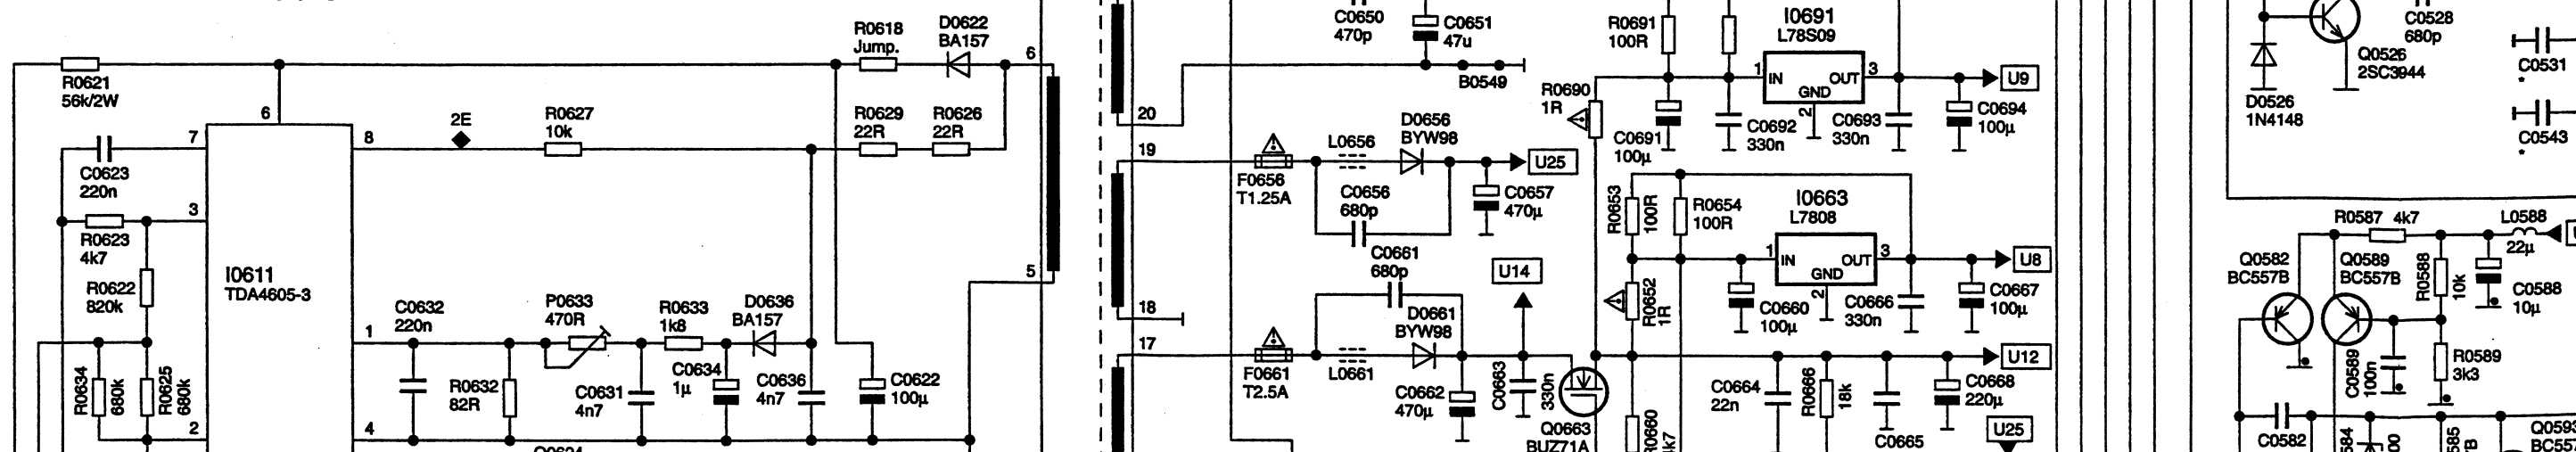 R0618
Jump.
D0622
BA157
6
R0621
56k/2W
6
2E
R0627
10k
R0629
22R
R0626
22R
7
8
C0623
220n
3
R0623
4k7
R0622
820k
I0611
TDA4605-3
5
C0632
220n
P0633
470R
R0633
1k8
D0636
BA157
1
R0634
680k
R0625
680k
R0632
82R
C0631
4n7
C0634
1µ
C0636
4n7
C0622
100µ
2
4
C0650
470p
C0651
47u
B0549
20
R0691
100R
I0691
L78S09
1
IN
OUT
3
GND
2
U9
R0690
1R
C0691
100µ
C0692
330n
C0693
330n
C0694
100µ
19
F0656
T1.25A
L0656
D0656
BYW98
U25
C0656
680p
C0657
470µ
R0653
100R
R0654
100R
I0663
L7808
1
IN
OUT
3
GND
2
U8
18
C0661
680p
U14
D0661
BYW98
R0652
1R
C0660
100µ
C0666
330n
C0667
100µ
17
F0661
T2.5A
L0661
C0662
470µ
C0663
330n
Q0663
BUZ71A
U12
R0660
4k7
C0664
22n
R0666
18k
C0665
C0668
220µ
U25
C0528
680p
Q0526
2SC3944
D0526
1N4148
C0531
*
C0543
*
R0587 4k7
L0588
22µ
Q0582
BC557B
Q0589
BC557B
R0588
10k
C0588
10µ
C0589
100n
R0589
3k3
C0582